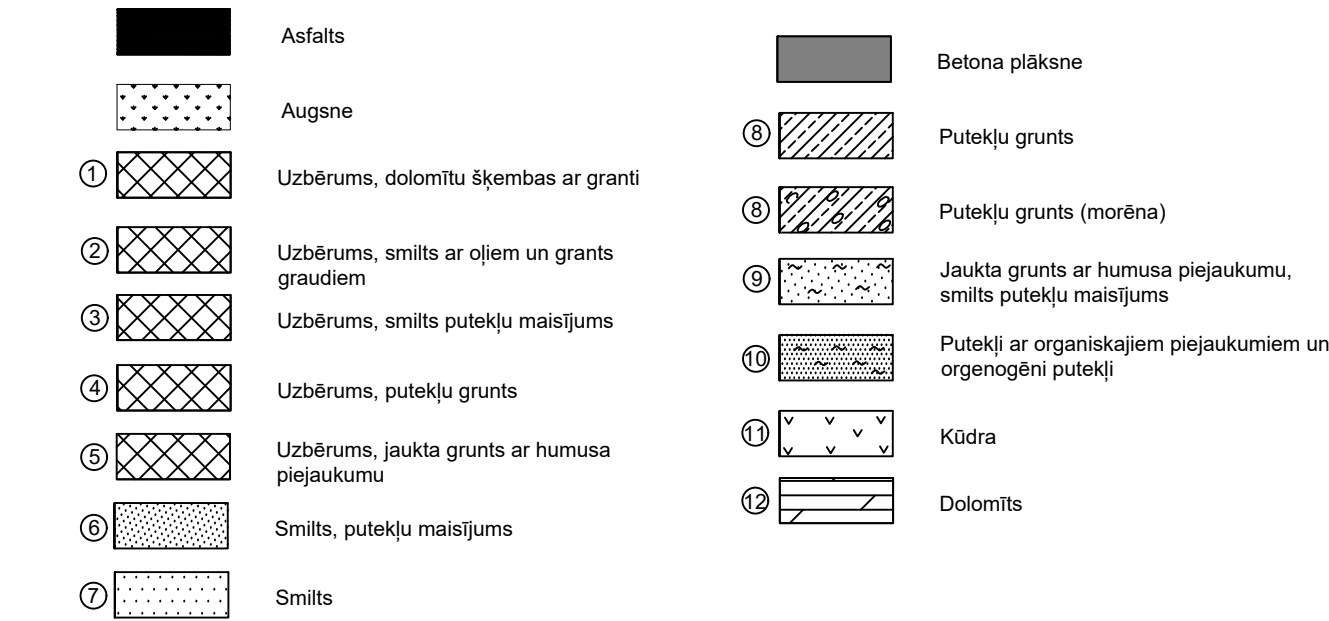 Asfalts
Augsne
1 Uzbērums, dolomītu šķembas ar granti
2 Uzbērums, smilts ar oļiem un grants
graudiem
3 Uzbērums, smilts putekļu maisījums
4 Uzbērums, putekļu grunts
5 Uzbērums, jaukta grunts ar humusa
piejaukumu
6 Smilts, putekļu maisījums
7 Smilts
Betona plāksne
8 Putekļu grunts
8 Putekļu grunts (morēna)
9 Jaukta grunts ar humusa piejaukumu,
smilts putekļu maisījums
10 Putekļi ar organiskajiem piejaukumiem un
orgenogēni putekļi
11 Kūdra
12 Dolomīts